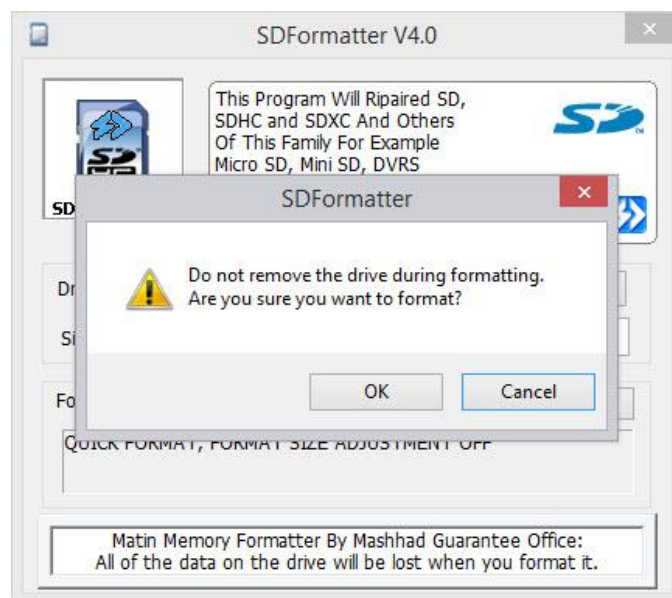 SDFormatter V4.0
This Program Will Ripaired SD,
SDHC and SDXC And Others
Of This Family For Example
Micro SD, Mini SD, DVRS
SD
SD
SD
SDFormatter
Do not remove the drive during formatting.
Are you sure you want to format?
OK Cancel
QUICK FORMAT, FORMAT SIZE ADJUSTMENT OFF
Matin Memory Formatter By Mashhad Guarantee Office:
All of the data on the drive will be lost when you format it.